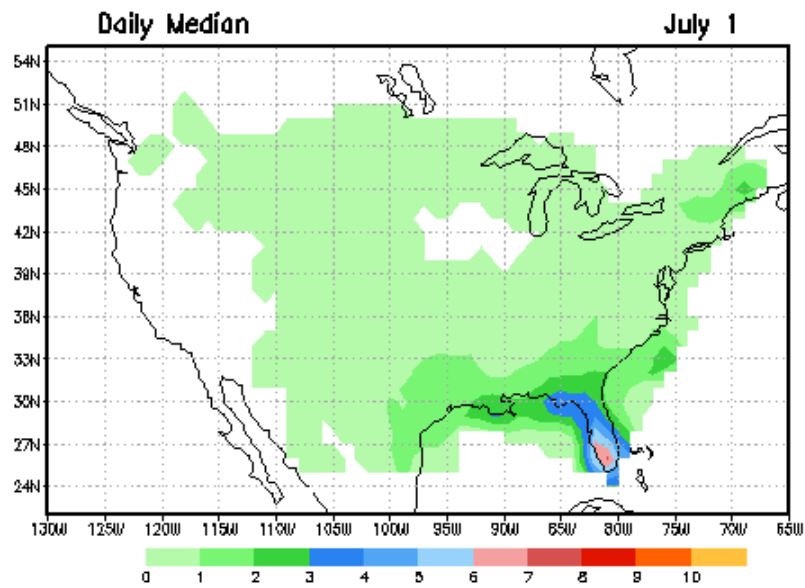 Daily Median July 1
54N
51N
48N
45N
42N
39N
36N
33N
30N
27N
24N
130W 125W 120W 115W 110W 105W 100W 95W 90W 85W 80W 75W 70W 65W
0 1 2 3 4 5 6 7 8 9 10